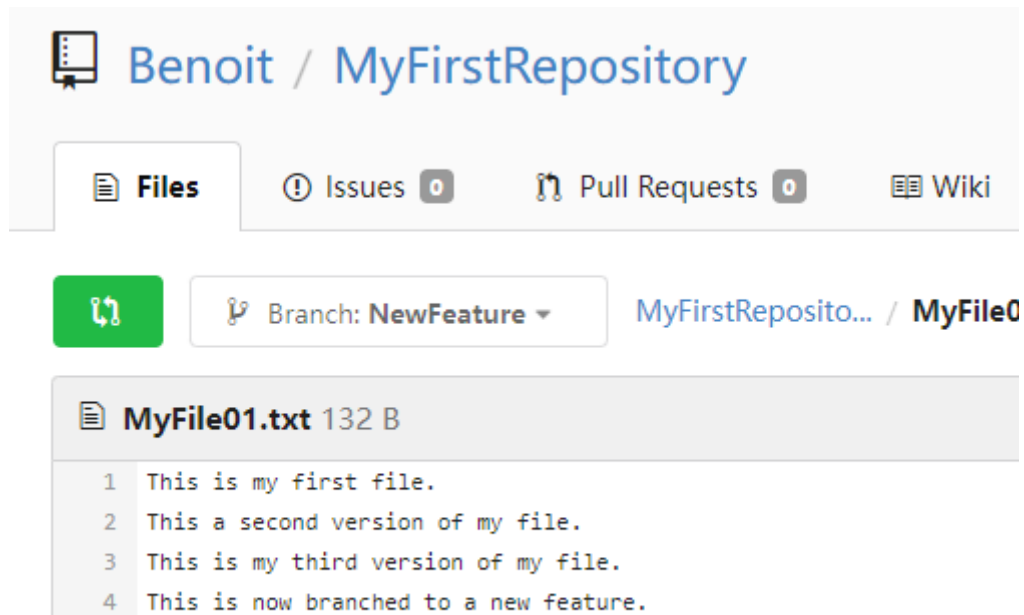 Benoit / MyFirstRepository
Files Issues 0 Pull Requests 0 Wiki
Branch: NewFeature MyFirstReposito... / MyFile0
MyFile01.txt 132 B
1 This is my first file.
2 This a second version of my file.
3 This is my third version of my file.
4 This is now branched to a new feature.